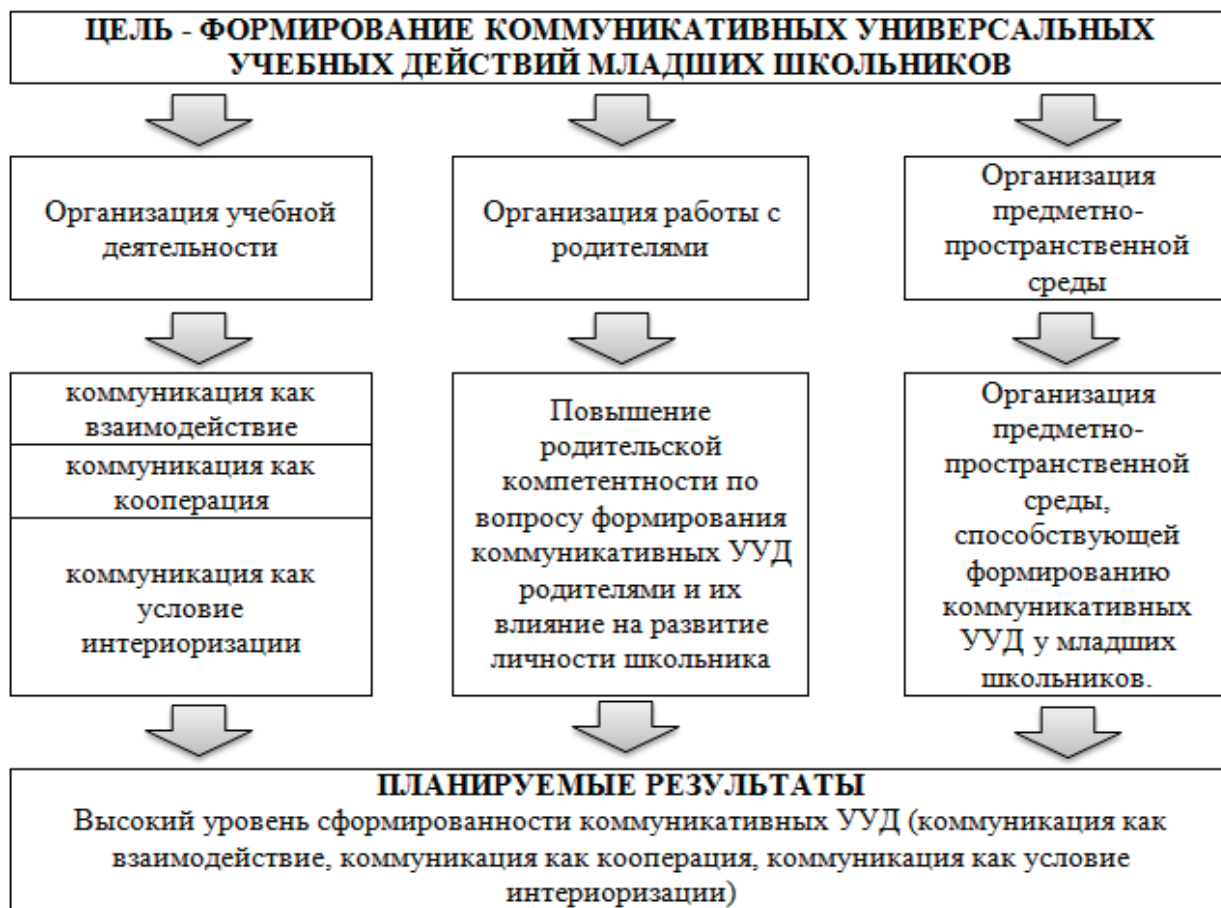 ЦЕЛЬ - ФОРМИРОВАНИЕ КОММУНИКАТИВНЫХ УНИВЕРСАЛЬНЫХ
УЧЕБНЫХ ДЕЙСТВИЙ МЛАДШИХ ШКОЛЬНИКОВ
Организация учебной
деятельности
Организация работы с
родителями
Организация
предметно-
пространственной
среды
коммуникация как
взаимодействие
коммуникация как
кооперация
коммуникация как
условие
интериоризации
Повышение
родительской
компетентности по
вопросу формирования
коммуникативных УУД
родителями и их
влияние на развитие
личности школьника
Организация
предметно-
пространственной
среды,
способствующей
формированию
коммуникативных
УУД у младших
школьников.
ПЛАНИРУЕМЫЕ РЕЗУЛЬТАТЫ
Высокий уровень сформированности коммуникативных УУД (коммуникация как
взаимодействие, коммуникация как кооперация, коммуникация как условие
интериоризации)